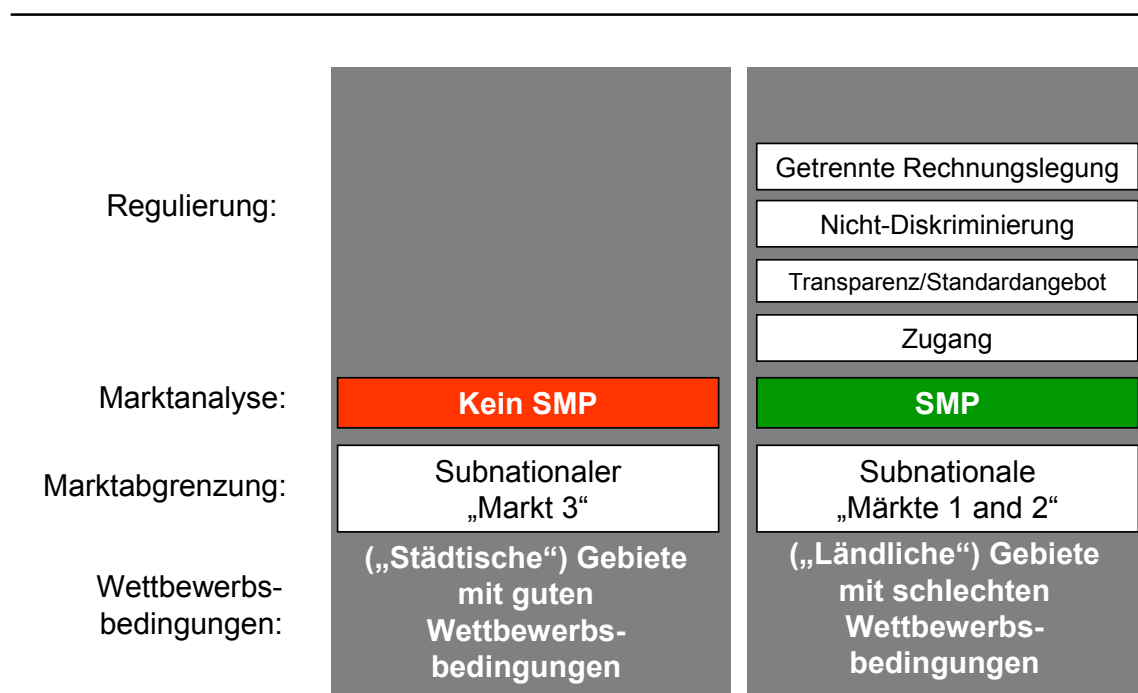 Regulierung:
Getrennte Rechnungslegung
Nicht-Diskriminierung
Transparenz/Standardangebot
Zugang
Marktanalyse:
Kein SMP
SMP
Marktabgrenzung:
Subnationaler
„Markt 3“
Subnationale
„Märkte 1 and 2“
Wettbewerbs-
bedingungen:
(„Städtische“) Gebiete
mit guten
Wettbewerbs-
bedingungen
(„Ländliche“) Gebiete
mit schlechten
Wettbewerbs-
bedingungen